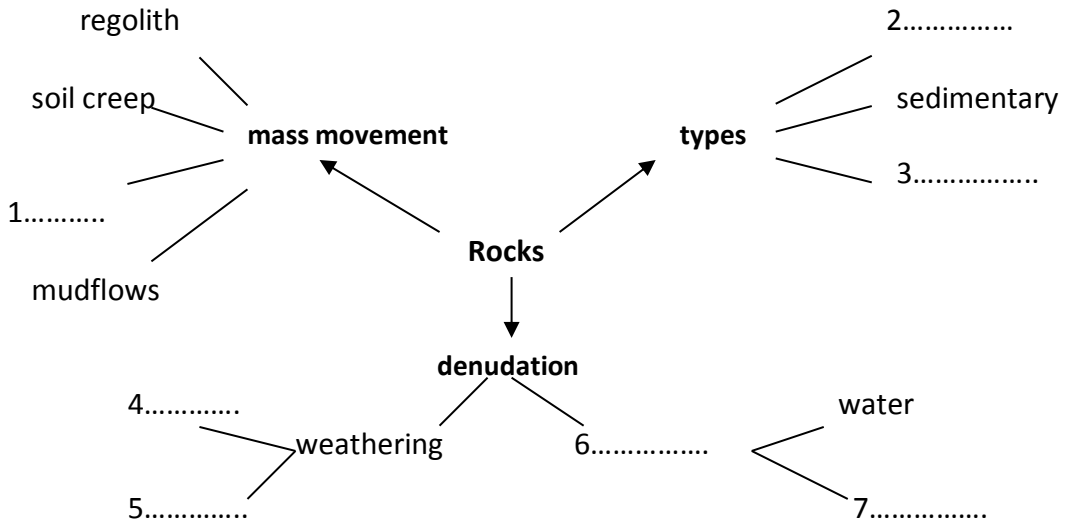 regolith
2……………
soil creep
sedimentary
mass movement
types
3……………..
1………..
Rocks
mudflows
denudation
4………….
water
weathering
6…………….
5…………..
7…………….